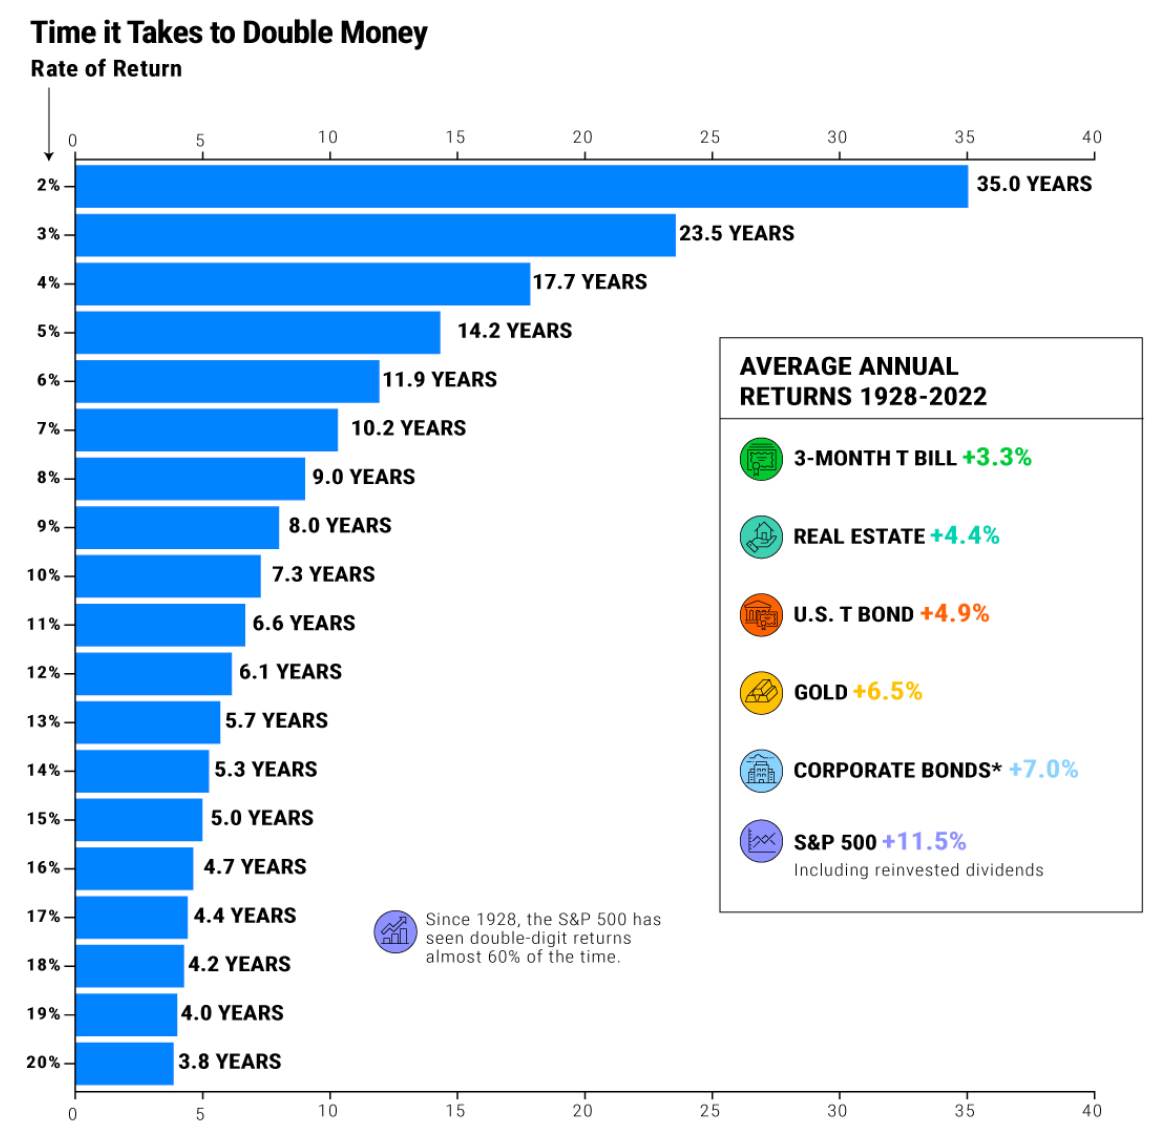 Time it Takes to Double Money
Rate of Return
0 5 10 15 20 25 30 35 40
2% 35.0 YEARS
3% 23.5 YEARS
4% 17.7 YEARS
5% 14.2 YEARS
6% 11.9 YEARS
7% 10.2 YEARS
8% 9.0 YEARS
9% 8.0 YEARS
10% 7.3 YEARS
11% 6.6 YEARS
12% 6.1 YEARS
13% 5.7 YEARS
14% 5.3 YEARS
15% 5.0 YEARS
16% 4.7 YEARS
17% 4.4 YEARS
18% 4.2 YEARS
19% 4.0 YEARS
20% 3.8 YEARS
0 5 10 15 20 25 30 35 40
AVERAGE ANNUAL
RETURNS 1928-2022
3-MONTH T BILL +3.3%
REAL ESTATE +4.4%
U.S. T BOND +4.9%
GOLD +6.5%
CORPORATE BONDS* +7.0%
S&P 500 +11.5%
Including reinvested dividends
Since 1928, the S&P 500 has
seen double-digit returns
almost 60% of the time.